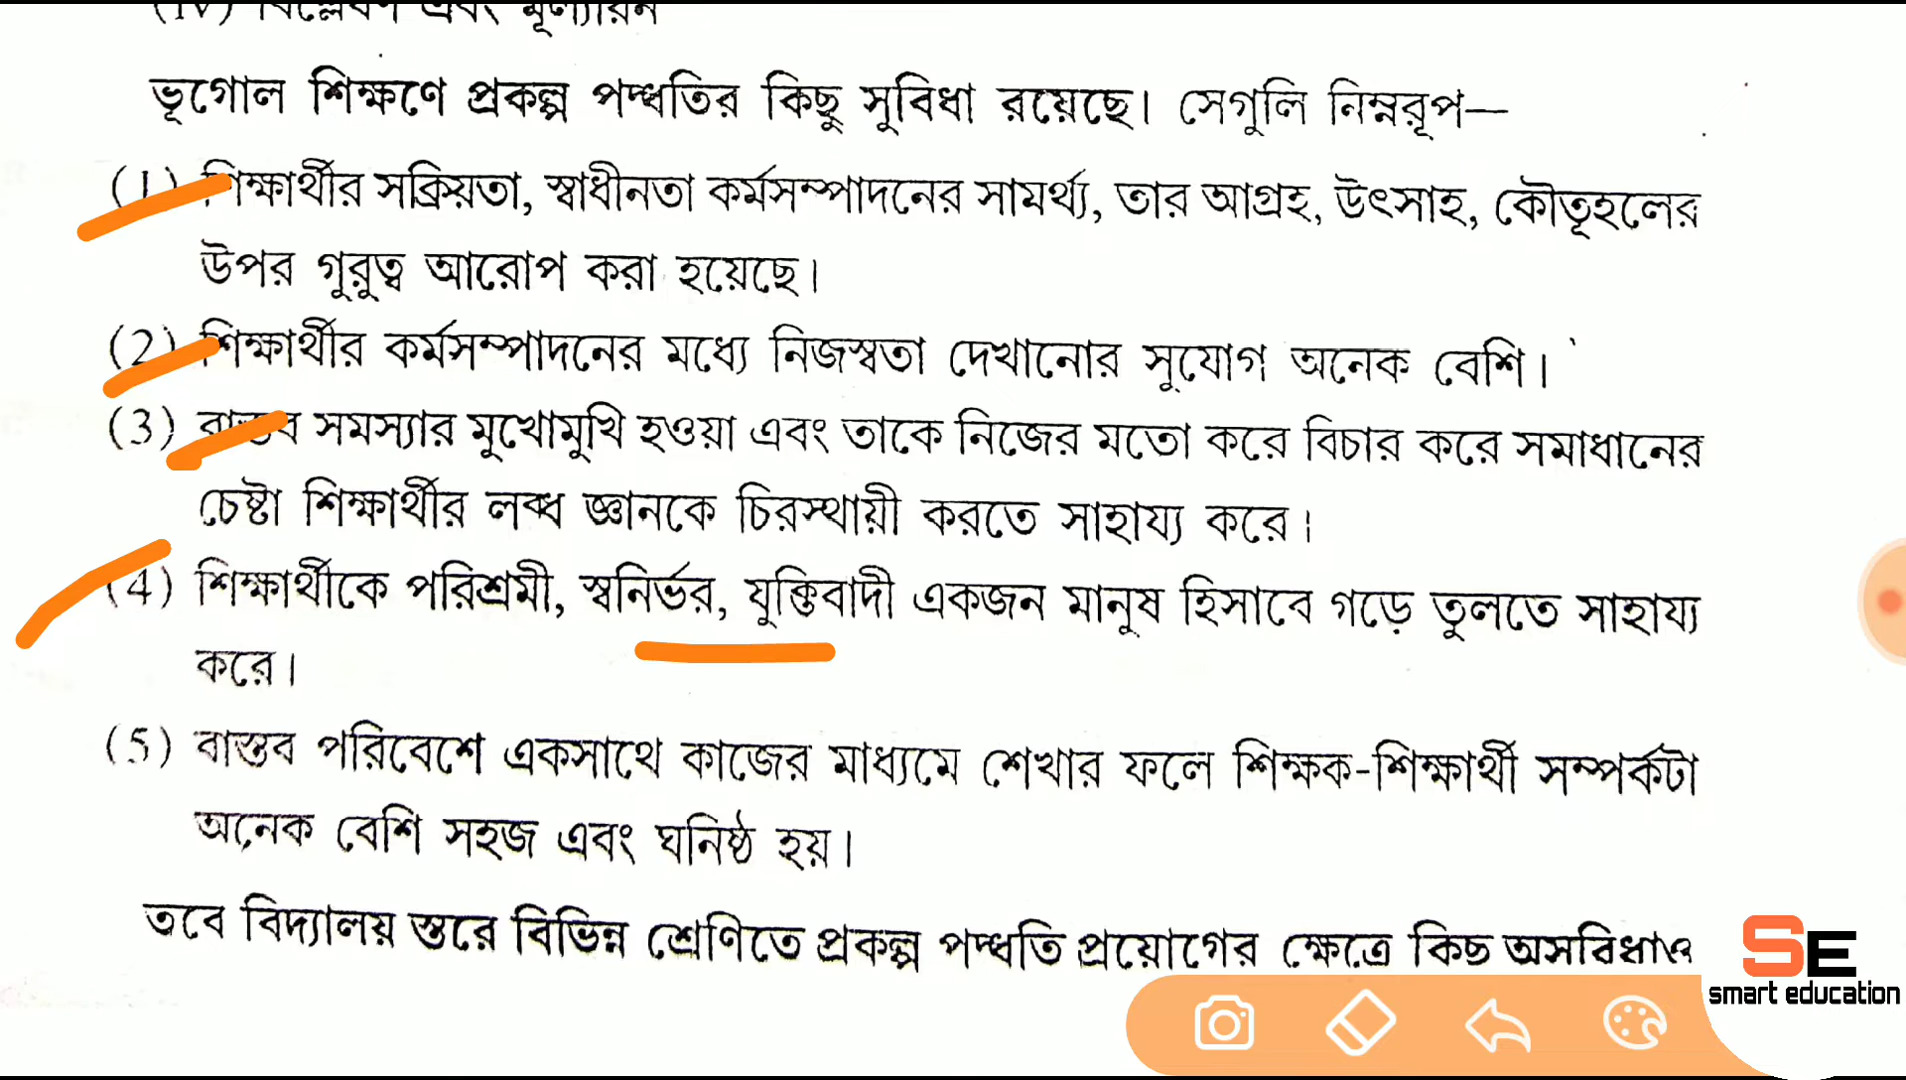 (iv) বিশ্লেষণ এবং মূল্যায়ন
ভূগোল শিক্ষণে প্রকল্প পদ্ধতির কিছু সুবিধা রয়েছে। সেগুলি নিম্নরূপ—
(1) শিক্ষার্থীর সক্রিয়তা, স্বাধীনতা কর্মসম্পাদনের সামর্থ্য, তার আগ্রহ, উৎসাহ, কৌতূহলের
উপর গুরুত্ব আরোপ করা হয়েছে।
(2) শিক্ষার্থীর কর্মসম্পাদনের মধ্যে নিজস্বতা দেখানোর সুযোগ অনেক বেশি।
(3) বাস্তব সমস্যার মুখোমুখি হওয়া এবং তাকে নিজের মতো করে বিচার করে সমাধানের
চেষ্টা শিক্ষার্থীর লব্ধ জ্ঞানকে চিরস্থায়ী করতে সাহায্য করে।
(4) শিক্ষার্থীকে পরিশ্রমী, স্বনির্ভর, যুক্তিবাদী একজন মানুষ হিসাবে গড়ে তুলতে সাহায্য
করে।
(5) বাস্তব পরিবেশে একসাথে কাজের মাধ্যমে শেখার ফলে শিক্ষক-শিক্ষার্থী সম্পর্কটা
অনেক বেশি সহজ এবং ঘনিষ্ঠ হয়।
তবে বিদ্যালয় স্তরে বিভিন্ন শ্রেণিতে প্রকল্প পদ্ধতি প্রয়োগের ক্ষেত্রে কিছু অসুবিধাও
SE
smart education